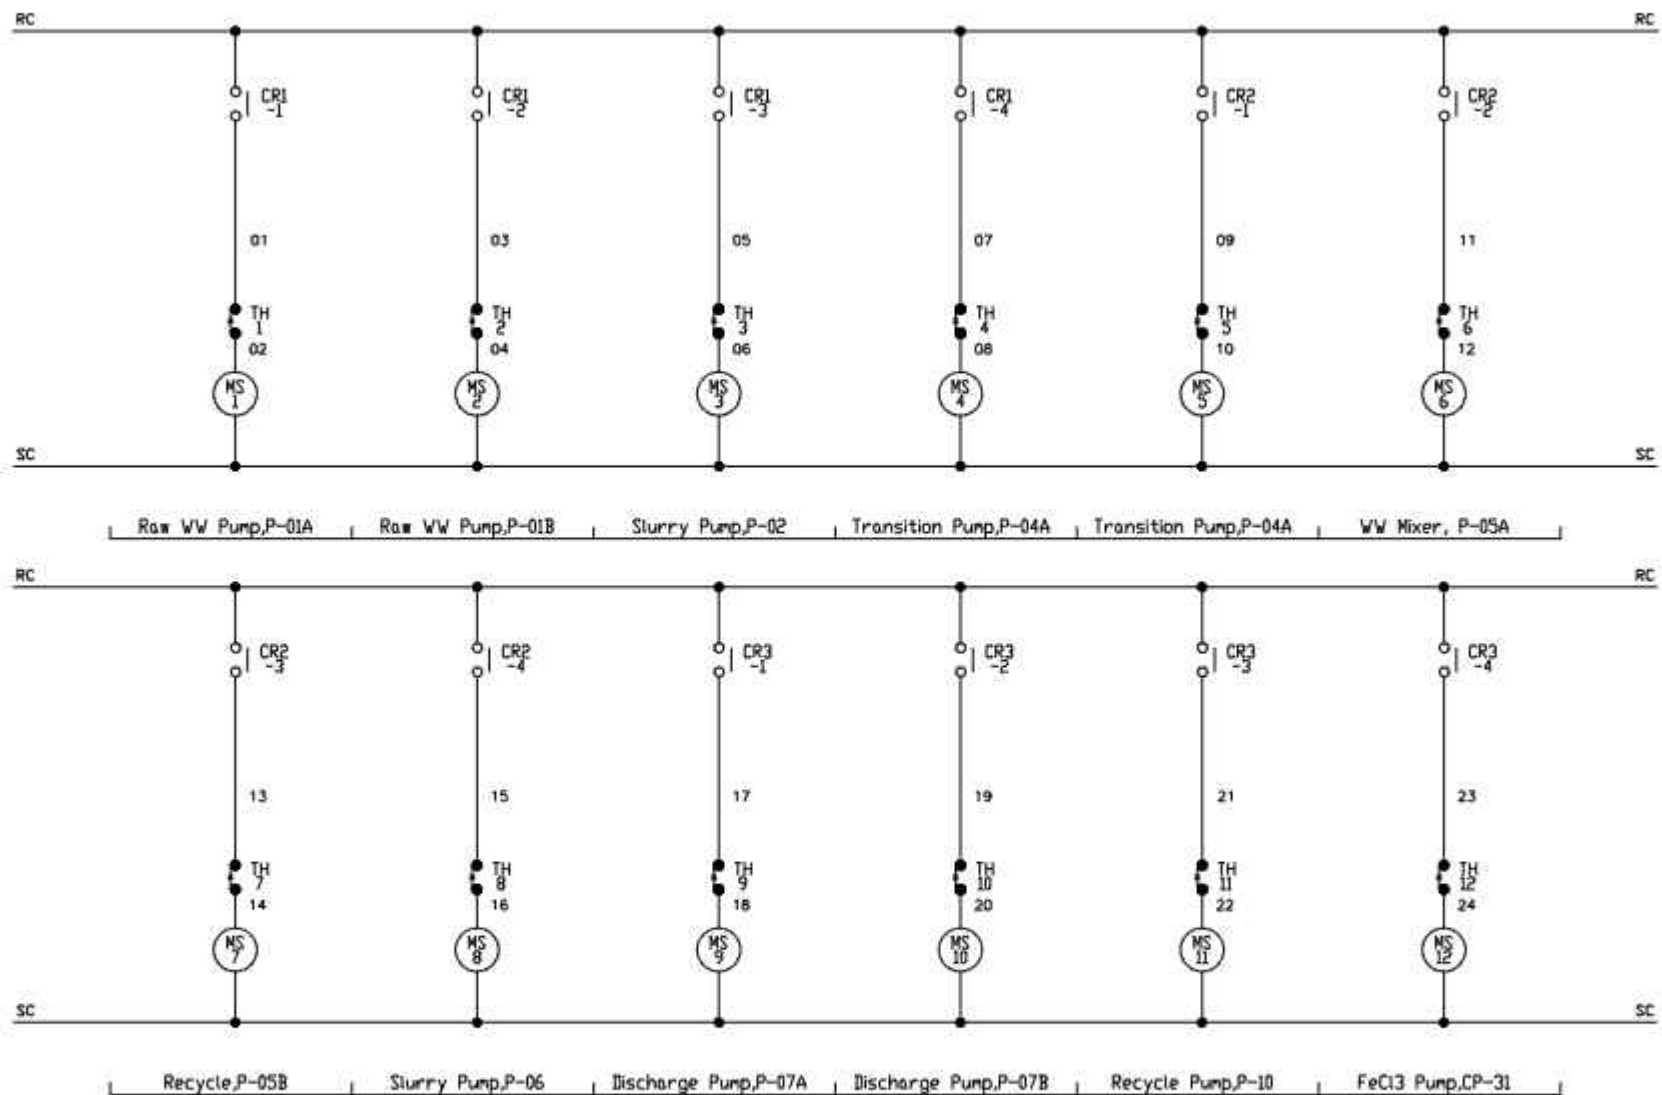 RC RC
CR1 CR1 CR1 CR1 CR2 CR2
-1 -2 -3 -4 -1 -2
01 03 05 07 09 11
TH TH TH TH TH TH
1 2 3 4 5 6
02 04 06 08 10 12
MS MS MS MS MS MS
1 2 3 4 5 6
SC SC
Raw WW Pump,P-01A Raw WW Pump,P-01B Slurry Pump,P-02 Transition Pump,P-04A Transition Pump,P-04A WW Mixer, P-05A
RC RC
CR2 CR2 CR3 CR3 CR3 CR3
-3 -4 -1 -2 -3 -4
13 15 17 19 21 23
TH TH TH TH TH TH
7 8 9 10 11 12
14 16 18 20 22 24
MS MS MS MS MS MS
7 8 9 10 11 12
SC SC
Recycle,P-05B Slurry Pump,P-06 Discharge Pump,P-07A Discharge Pump,P-07B Recycle Pump,P-10 FeCl3 Pump,CP-31